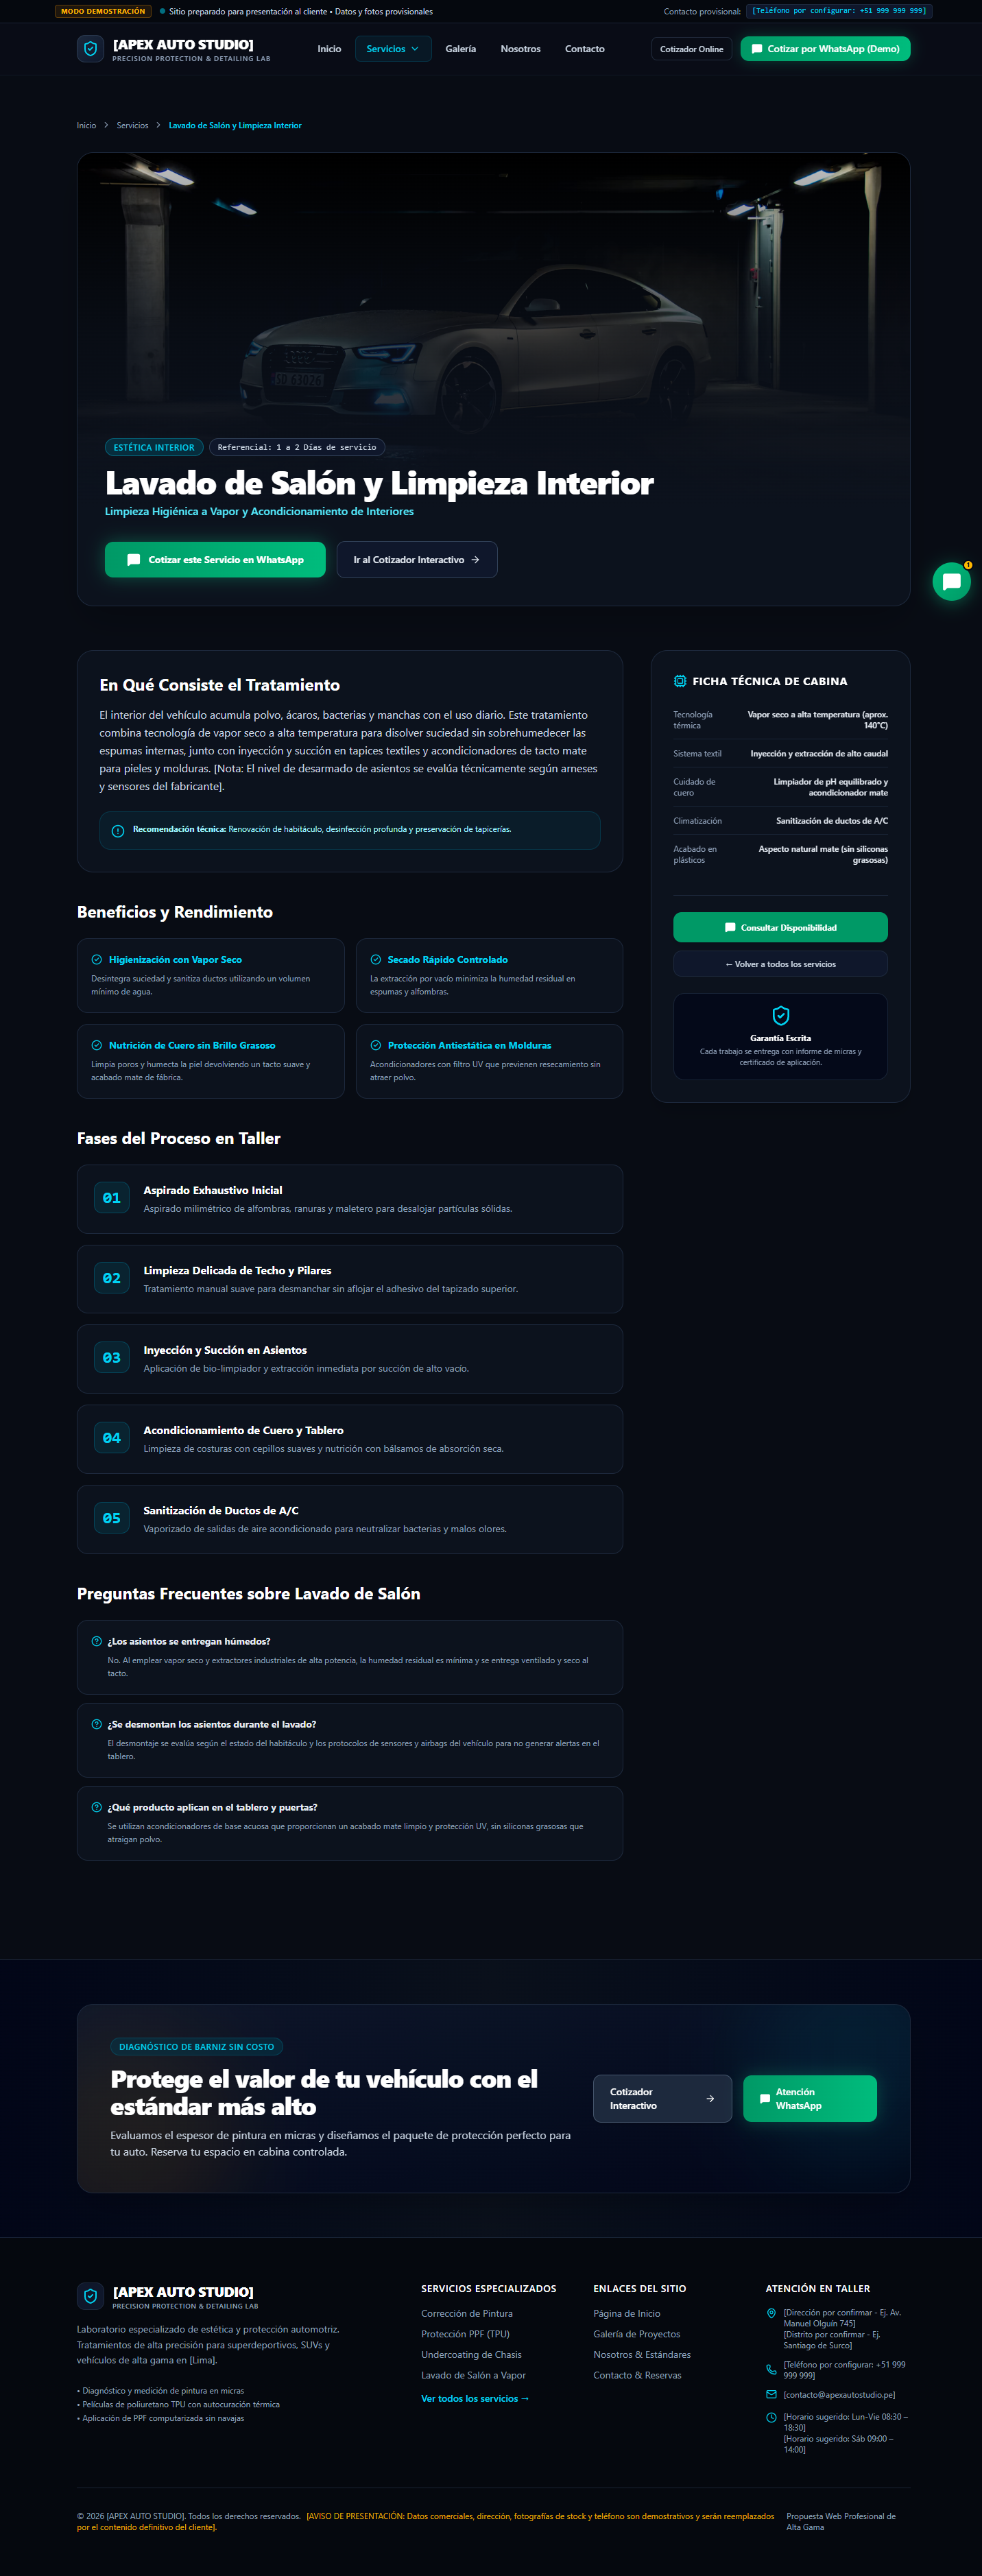 MODO DEMOSTRACIÓN
Sitio preparado para presentación al cliente • Datos y fotos provisionales
Contacto provisional: [Teléfono por configurar: +51 999 999 999]
[APEX AUTO STUDIO]
PRECISION PROTECTION & DETAILING LAB
Inicio
Servicios
Galería
Nosotros
Contacto
Cotizador Online
Cotizar por WhatsApp (Demo)
Inicio > Servicios > Lavado de Salón y Limpieza Interior
ESTÉTICA INTERIOR
Referencial: 1 a 2 Días de servicio
Lavado de Salón y Limpieza Interior
Limpieza Higiénica a Vapor y Acondicionamiento de Interiores
Cotizar este Servicio en WhatsApp
Ir al Cotizador Interactivo →
1
En Qué Consiste el Tratamiento
El interior del vehículo acumula polvo, ácaros, bacterias y manchas con el uso diario. Este tratamiento
combina tecnología de vapor seco a alta temperatura para disolver suciedad sin sobrehumedecer las
espumas internas, junto con inyección y succión en tapices textiles y acondicionadores de tacto mate
para pieles y molduras. [Nota: El nivel de desarmado de asientos se evalúa técnicamente según arneses
y sensores del fabricante].
Recomendación técnica: Renovación de habitáculo, desinfección profunda y preservación de tapicerías.
Beneficios y Rendimiento
Higienización con Vapor Seco
Desintegra suciedad y sanitiza ductos utilizando un volumen
mínimo de agua.
Secado Rápido Controlado
La extracción por vacío minimiza la humedad residual en
espumas y alfombras.
Nutrición de Cuero sin Brillo Grasoso
Limpia poros y humecta la piel devolviendo un tacto suave y
acabado mate de fábrica.
Protección Antiestática en Molduras
Acondicionadores con filtro UV que previenen resecamiento sin
atraer polvo.
Fases del Proceso en Taller
01
Aspirado Exhaustivo Inicial
Aspirado milimétrico de alfombras, ranuras y maletero para desalojar partículas sólidas.
02
Limpieza Delicada de Techo y Pilares
Tratamiento manual suave para desmanchar sin aflojar el adhesivo del tapizado superior.
03
Inyección y Succión en Asientos
Aplicación de bio-limpiador y extracción inmediata por succión de alto vacío.
04
Acondicionamiento de Cuero y Tablero
Limpieza de costuras con cepillos suaves y nutrición con bálsamos de absorción seca.
05
Sanitización de Ductos de A/C
Vaporizado de salidas de aire acondicionado para neutralizar bacterias y malos olores.
Preguntas Frecuentes sobre Lavado de Salón
¿Los asientos se entregan húmedos?
No. Al emplear vapor seco y extractores industriales de alta potencia, la humedad residual es mínima y se entrega ventilado y seco al
tacto.
¿Se desmontan los asientos durante el lavado?
El desmontaje se evalúa según el estado del habitáculo y los protocolos de sensores y airbags del vehículo para no generar alertas en el
tablero.
¿Qué producto aplican en el tablero y puertas?
Se utilizan acondicionadores de base acuosa que proporcionan un acabado mate limpio y protección UV, sin siliconas grasosas que
atraigan polvo.
FICHA TÉCNICA DE CABINA
Tecnología térmica
Vapor seco a alta temperatura (aprox. 140°C)
Sistema textil
Inyección y extracción de alto caudal
Cuidado de cuero
Limpiador de pH equilibrado y acondicionador mate
Climatización
Sanitización de ductos de A/C
Acabado en plásticos
Aspecto natural mate (sin siliconas grasosas)
Consultar Disponibilidad
← Volver a todos los servicios
Garantía Escrita
Cada trabajo se entrega con informe de micras y
certificado de aplicación.
DIAGNÓSTICO DE BARNIZ SIN COSTO
Protege el valor de tu vehículo con el
estándar más alto
Evaluamos el espesor de pintura en micras y diseñamos el paquete de protección perfecto para
tu auto. Reserva tu espacio en cabina controlada.
Cotizador
Interactivo →
Atención
WhatsApp
[APEX AUTO STUDIO]
PRECISION PROTECTION & DETAILING LAB
Laboratorio especializado de estética y protección automotriz.
Tratamientos de alta precisión para superdeportivos, SUVs y
vehículos de alta gama en [Lima].
• Diagnóstico y medición de pintura en micras
• Películas de poliuretano TPU con autocuración térmica
• Aplicación de PPF computarizada sin navajas
SERVICIOS ESPECIALIZADOS
Corrección de Pintura
Protección PPF (TPU)
Undercoating de Chasis
Lavado de Salón a Vapor
Ver todos los servicios →
ENLACES DEL SITIO
Página de Inicio
Galería de Proyectos
Nosotros & Estándares
Contacto & Reservas
ATENCIÓN EN TALLER
[Dirección por confirmar - Ej. Av.
Manuel Olguín 745]
[Distrito por confirmar - Ej.
Santiago de Surco]
[Teléfono por configurar: +51 999
999 999]
[contacto@apexautostudio.pe]
[Horario sugerido: Lun-Vie 08:30 –
18:30]
[Horario sugerido: Sáb 09:00 –
14:00]
© 2026 [APEX AUTO STUDIO]. Todos los derechos reservados. [AVISO DE PRESENTACIÓN: Datos comerciales, dirección, fotografías de stock y teléfono son demostrativos y serán reemplazados
por el contenido definitivo del cliente].
Propuesta Web Profesional de
Alta Gama